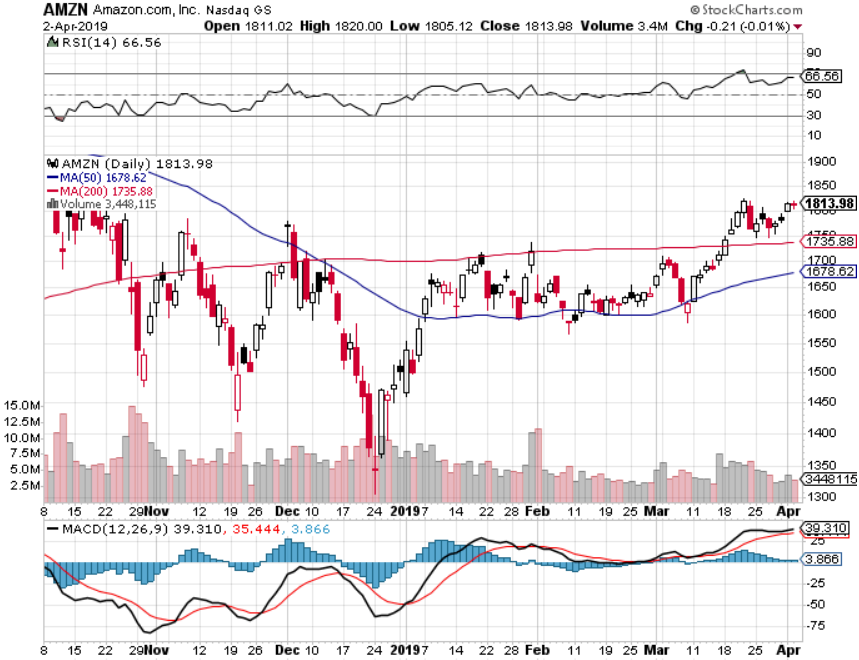 AMZN Amazon.com, Inc. Nasdaq GS © StockCharts.com
2-Apr-2019 Open 1811.02 High 1820.00 Low 1805.12 Close 1813.98 Volume 3.4M Chg -0.21 (-0.01%)
RSI(14) 66.56
90
66.56
50
30
10
AMZN (Daily) 1813.98
MA(50) 1678.62
MA(200) 1735.88
Volume 3,448,115
1900
1850
1813.98
1735.88
1700
1678.62
1650
1600
1550
1500
1450
1400
1350
3448115
1300
15.0M
12.5M
10.0M
7.5M
5.0M
2.5M
8 15 22 29 Nov 12 19 26 Dec 10 17 24 2019 7 14 22 28 Feb 11 19 25 Mar 11 18 25 Apr
MACD(12,26,9) 39.310, 35.444, 3.866
39.310
25
3.866
-25
-50
-75
8 15 22 29 Nov 12 19 26 Dec 10 17 24 2019 7 14 22 28 Feb 11 19 25 Mar 11 18 25 Apr